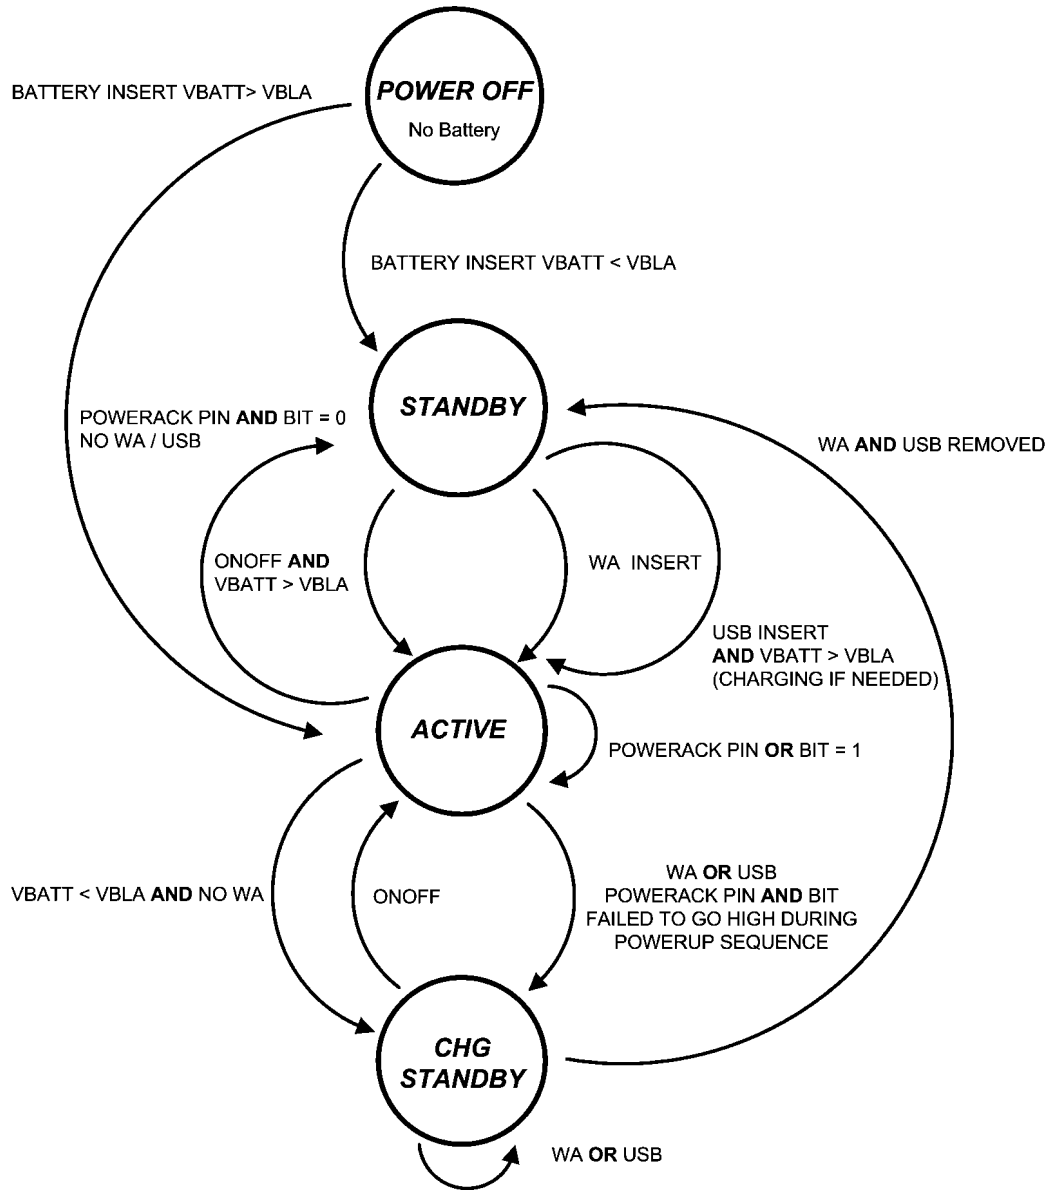 POWER OFF
No Battery
BATTERY INSERT VBATT> VBLA
BATTERY INSERT VBATT < VBLA
STANDBY
POWERACK PIN AND BIT = 0
NO WA / USB
WA AND USB REMOVED
ONOFF AND
VBATT > VBLA
WA INSERT
USB INSERT
AND VBATT > VBLA
(CHARGING IF NEEDED)
ACTIVE
POWERACK PIN OR BIT = 1
VBATT < VBLA AND NO WA
ONOFF
WA OR USB
POWERACK PIN AND BIT
FAILED TO GO HIGH DURING
POWERUP SEQUENCE
CHG
STANDBY
WA OR USB